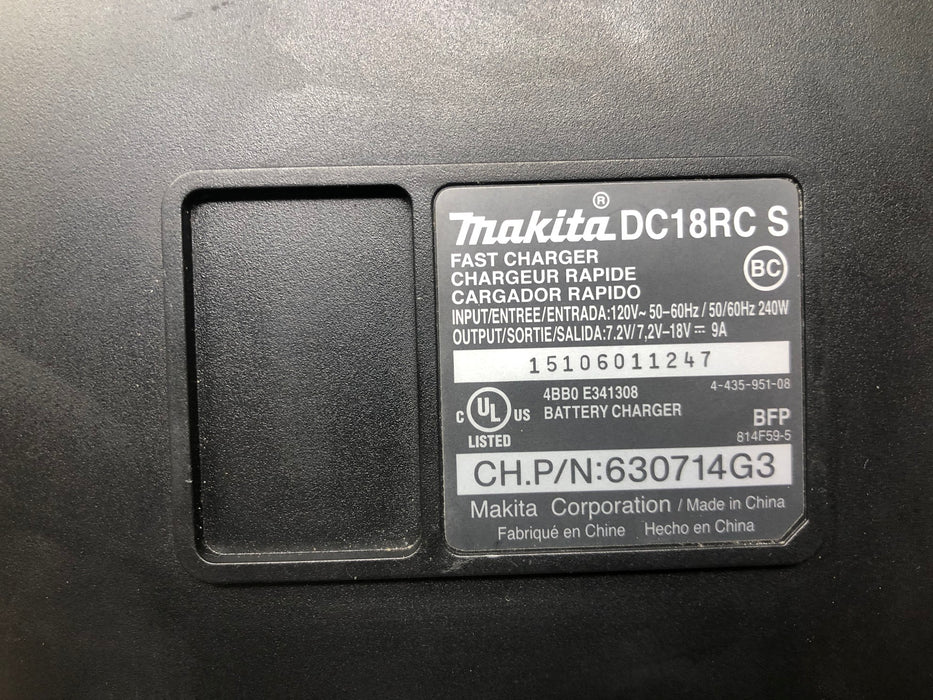 makita® DC18RC S
FAST CHARGER
CHARGEUR RAPIDE
CARGADOR RAPIDO
BC
INPUT/ENTREE/ENTRADA:120V~ 50-60Hz / 50/60Hz 240W
OUTPUT/SORTIE/SALIDA:7.2V/7,2V-18V ⎓ 9A
15106011247
4-435-951-08
C UL US
LISTED
4BB0 E341308
BATTERY CHARGER
BFP
814F59-5
CH.P/N:630714G3
Makita Corporation / Made in China
Fabriqué en Chine Hecho en China